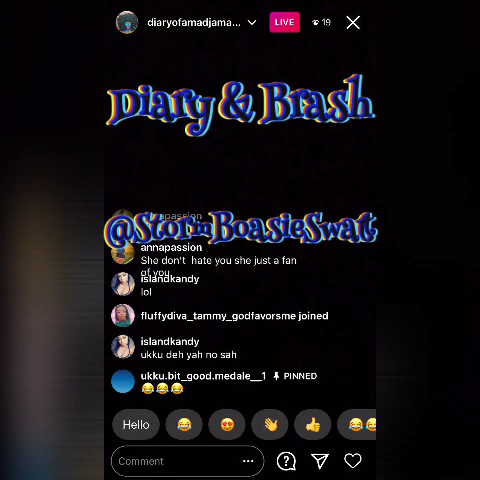 diaryofamadjama...
LIVE
19
Diary & Brash
@StormBoasieSwatt
annapassion
She don't hate you she just a fan
of you
islandkandy
lol
fluffydiva_tammy_godfavorsme joined
islandkandy
ukku deh yah no sah
ukku.bit_good.medale__1 PINNED
😂😂😂
Hello 😂 😍 👋 👍 😂😂
Comment